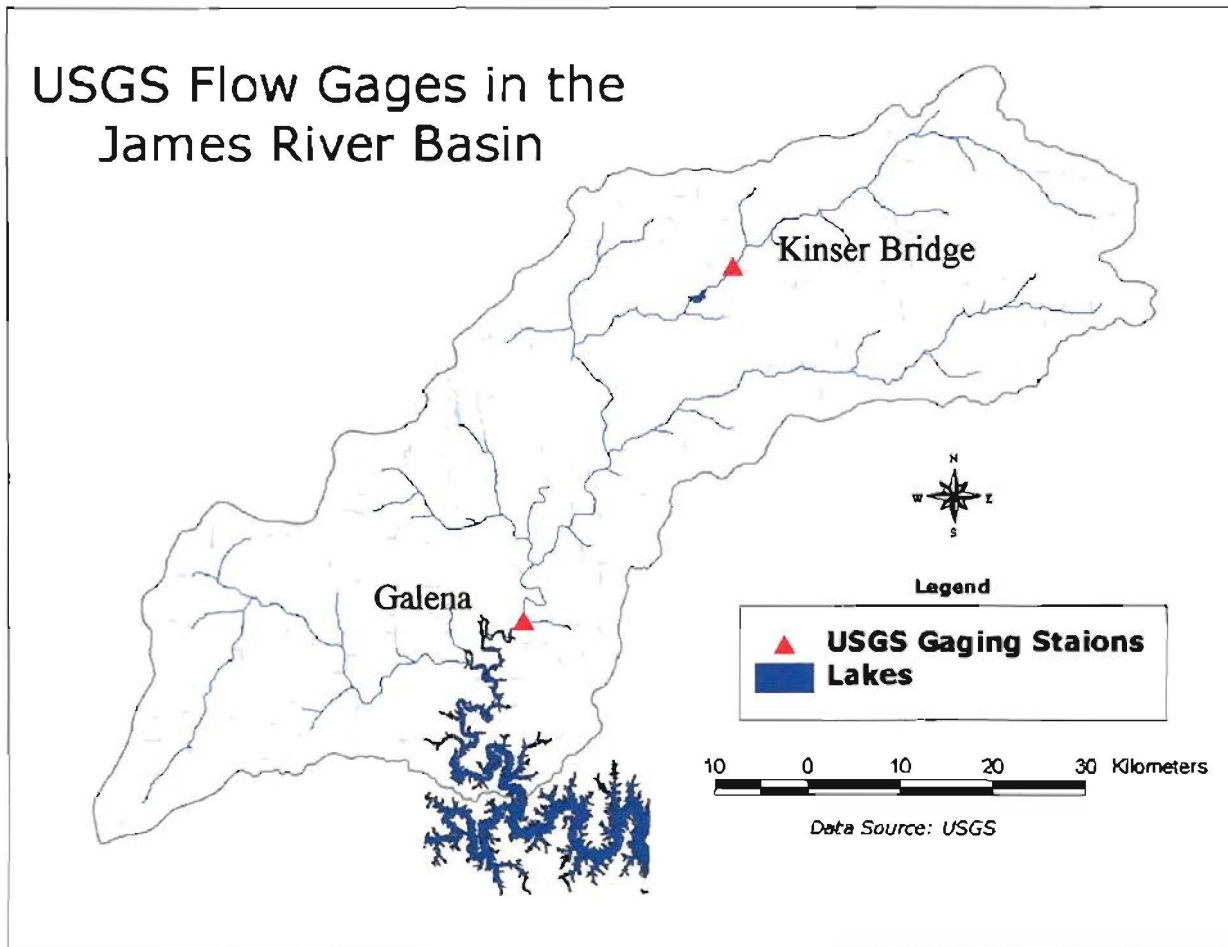 USGS Flow Gages in the
James River Basin
Kinser Bridge
N
W E
S
Galena
Legend
USGS Gaging Staions
Lakes
10 0 10 20 30 Kilometers
Data Source: USGS